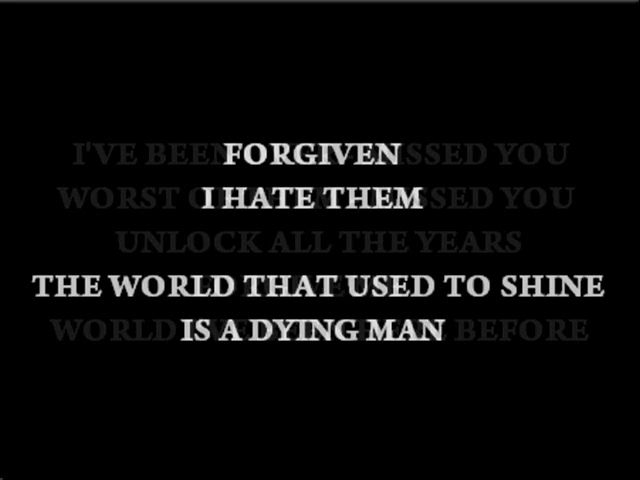 FORGIVEN
I HATE THEM
UNLOCK ALL THE YEARS
THE WORLD THAT USED TO SHINE
IS A DYING MAN
I'VE BEEN
SSED YOU
WORST
SSED YOU
WORLD
BEFORE